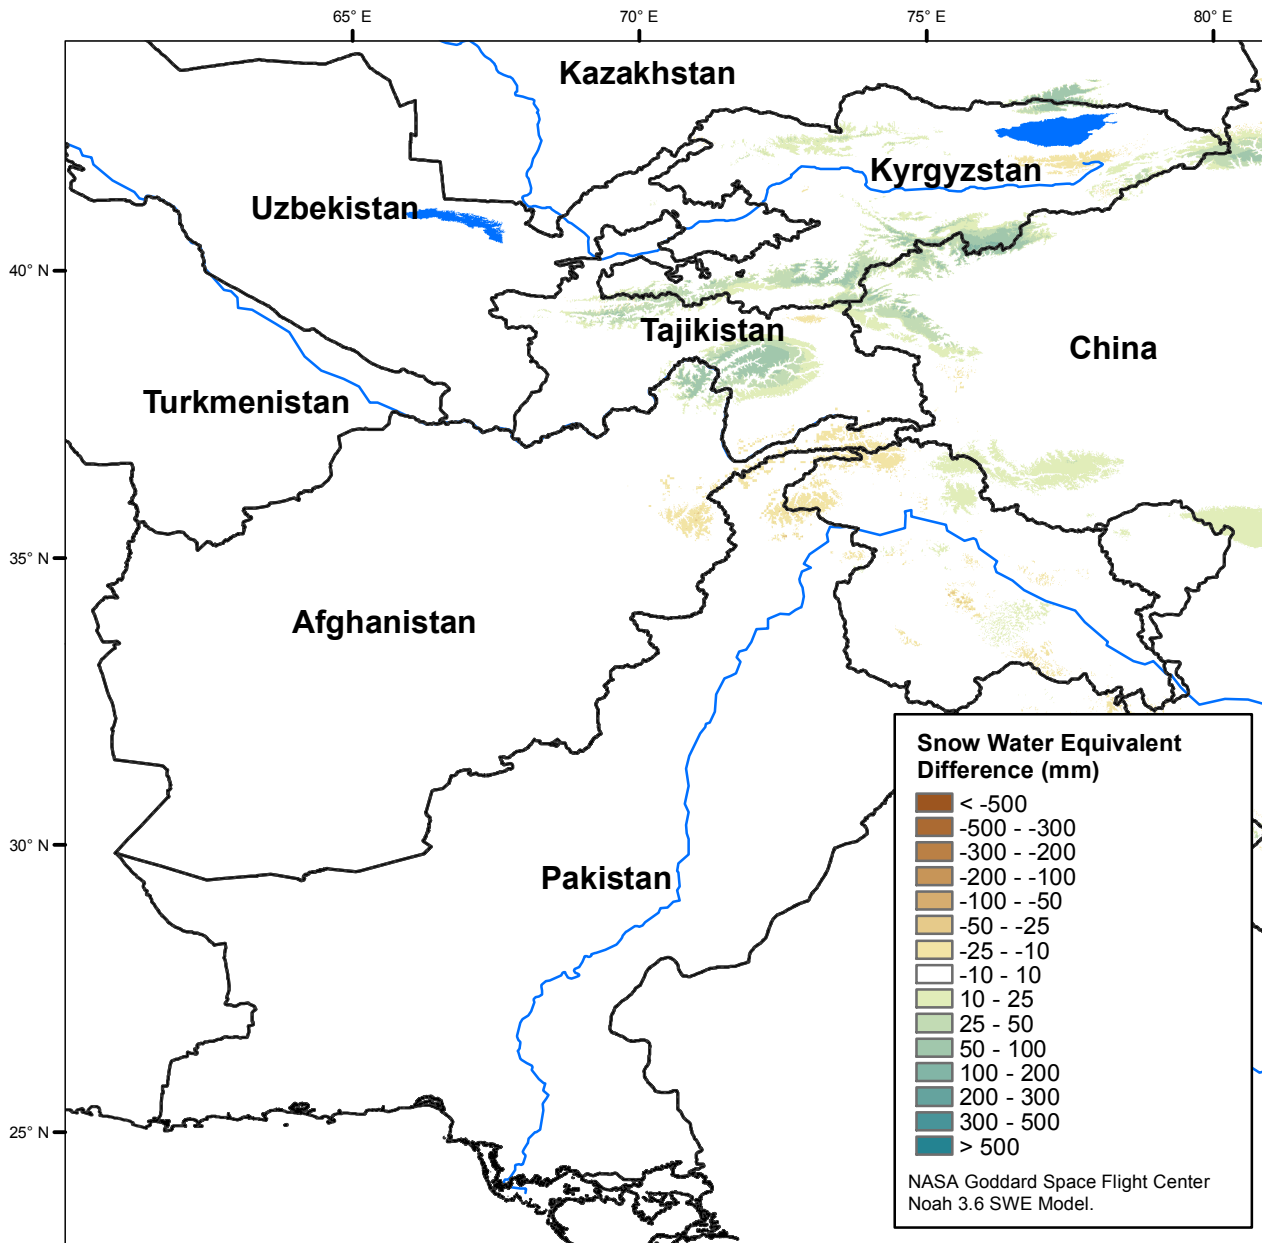 65° E
70° E
75° E
80° E
Kazakhstan
Kyrgyzstan
Uzbekistan
40° N
Tajikistan
China
Turkmenistan
35° N
Afghanistan
Snow Water Equivalent
Difference (mm)
< -500
-500 - -300
-300 - -200
-200 - -100
-100 - -50
-50 - -25
-25 - -10
-10 - 10
10 - 25
25 - 50
50 - 100
100 - 200
200 - 300
300 - 500
> 500
30° N
Pakistan
25° N
NASA Goddard Space Flight Center
Noah 3.6 SWE Model.